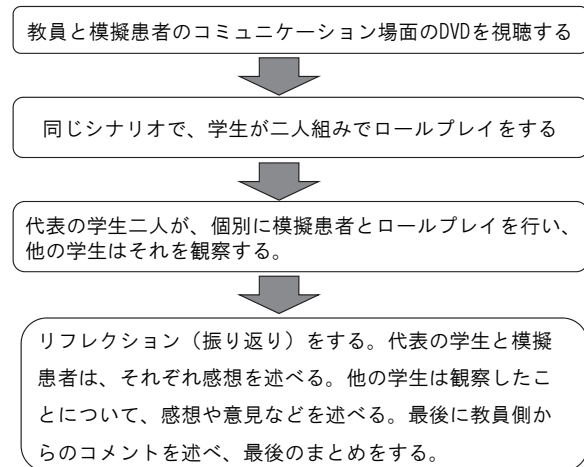 教員と模擬患者のコミュニケーション場面のDVDを視聴する
同じシナリオで、学生が二人組みでロールプレイをする
代表の学生二人が、個別に模擬患者とロールプレイを行い、
他の学生はそれを観察する。
リフレクション（振り返り）をする。代表の学生と模擬
患者は、それぞれ感想を述べる。他の学生は観察したこ
とについて、感想や意見などを述べる。最後に教員側か
らのコメントを述べ、最後のまとめをする。